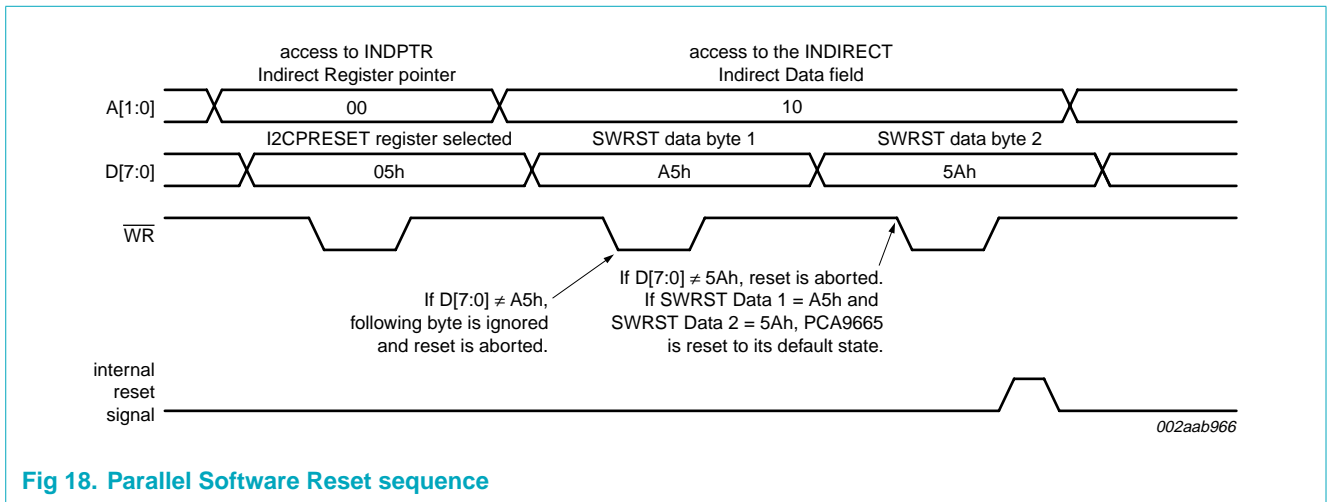 access to INDPTR
Indirect Register pointer
access to the INDIRECT
Indirect Data field
A[1:0]
00
10
I2CPRESET register selected
SWRST data byte 1
SWRST data byte 2
D[7:0]
05h
A5h
5Ah
WR
If D[7:0] ≠ A5h,
following byte is ignored
and reset is aborted.
If D[7:0] ≠ 5Ah, reset is aborted.
If SWRST Data 1 = A5h and
SWRST Data 2 = 5Ah, PCA9665
is reset to its default state.
internal
reset
signal
002aab966
Fig 18. Parallel Software Reset sequence